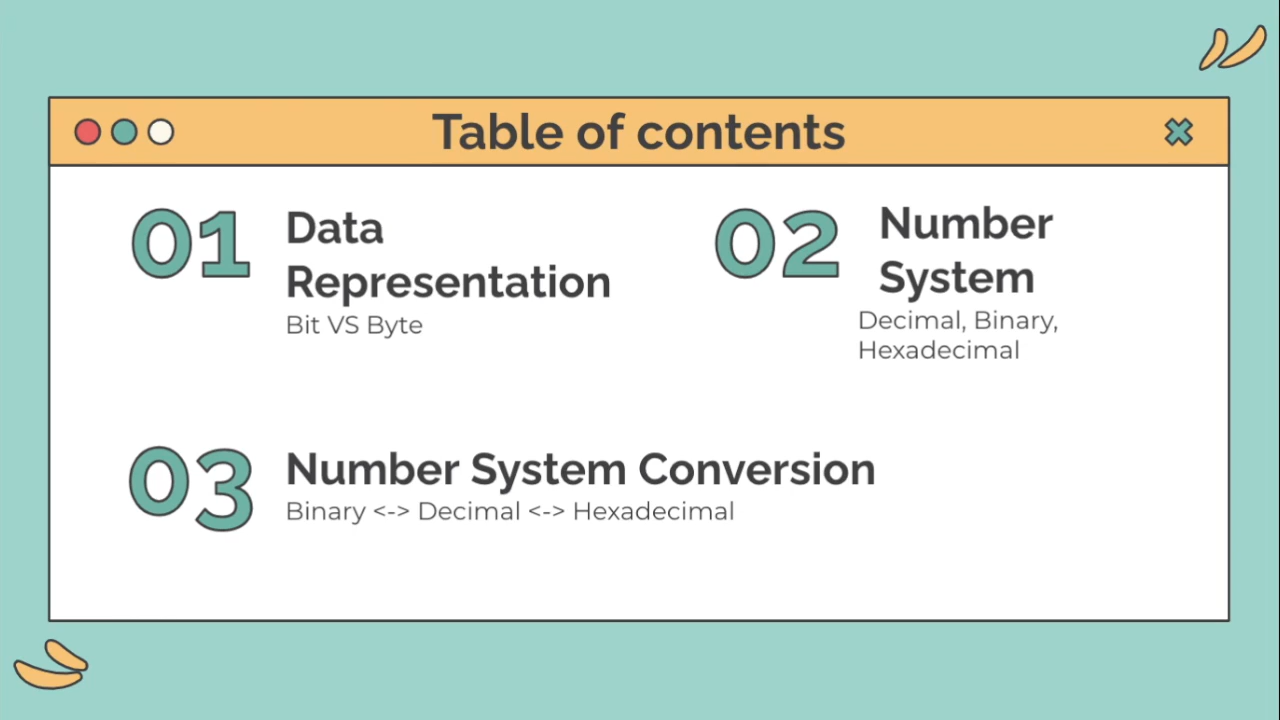 Table of contents
01
Data
Representation
Bit VS Byte
02
Number
System
Decimal, Binary,
Hexadecimal
03
Number System Conversion
Binary <-> Decimal <-> Hexadecimal